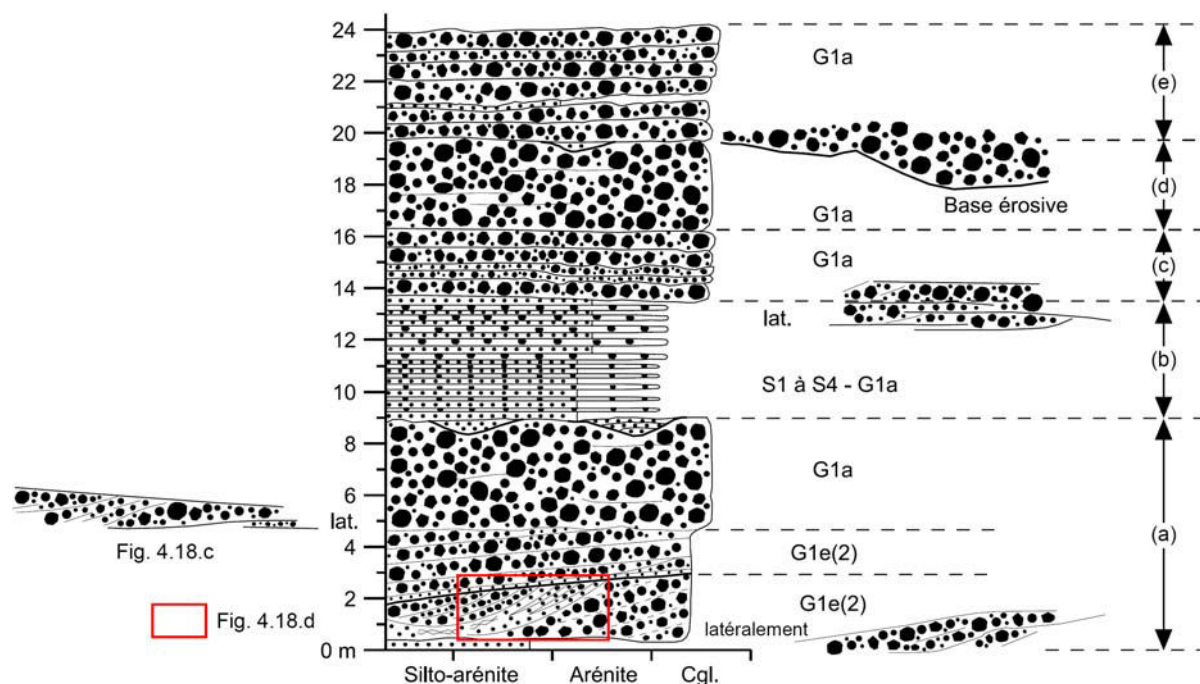 24
22
20
18
16
14
12
10
8
6
4
2
0 m
G1a
(e)
Base érosive
(d)
G1a
G1a
(c)
lat.
(b)
S1 à S4 - G1a
G1a
lat.
Fig. 4.18.c
(a)
G1e(2)
G1e(2)
Fig. 4.18.d
latéralement
Silto-arénite
Arénite
Cgl.